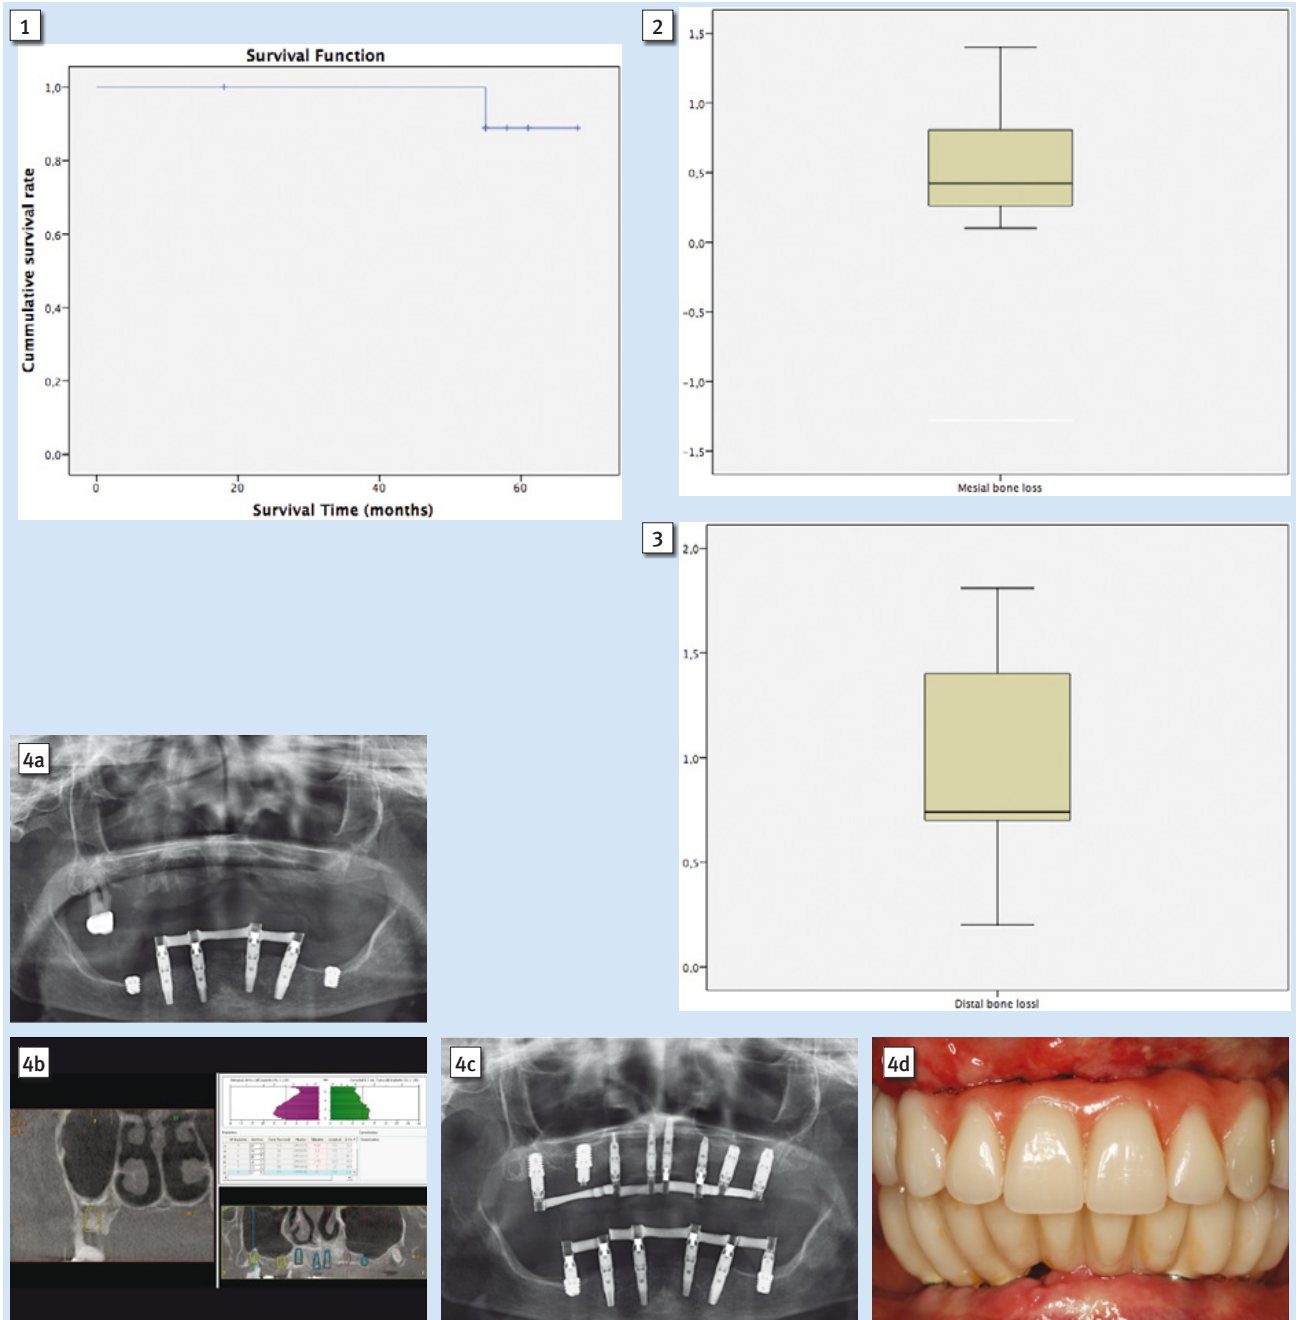 1
Survival Function
1,0
0,8
0,6
0,4
0,2
0,0
Cummulative survival rate
0
20
40
60
Survival Time (months)
2
1,5
1,0
0,5
0,0
−0,5
−1,0
−1,5
Mesial bone loss
3
2,0
1,5
1,0
0,5
0,0
Distal bone lossl
4a
4b
4c
4d